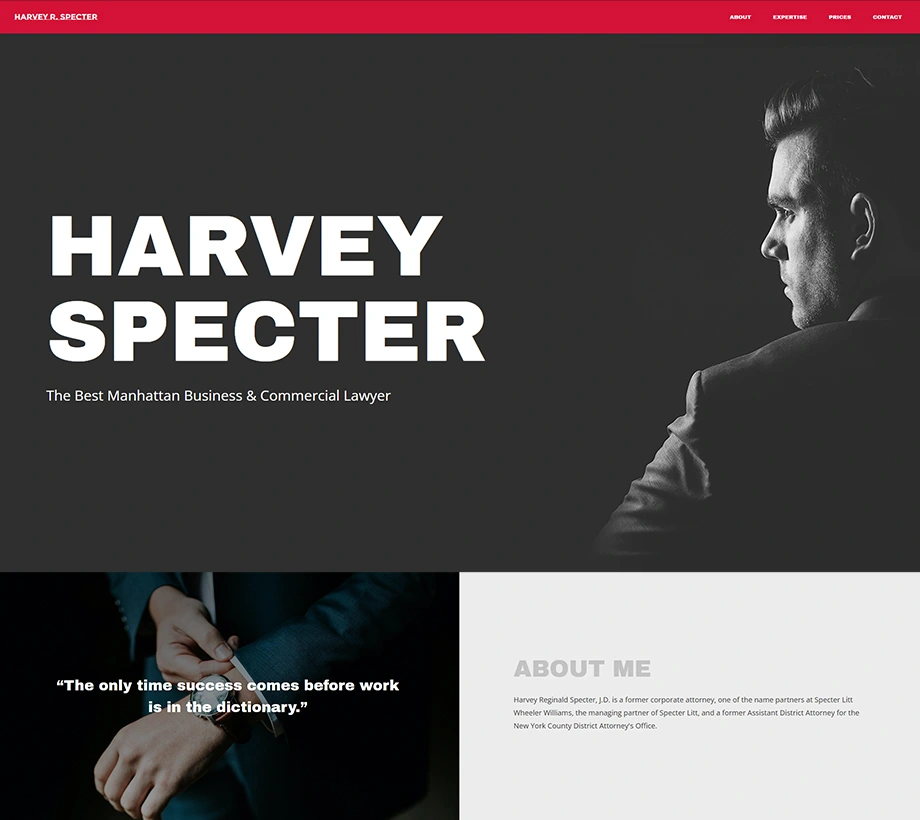 HARVEY R. SPECTER
ABOUT EXPERTISE PRICES CONTACT
HARVEY
SPECTER
The Best Manhattan Business & Commercial Lawyer
“The only time success comes before work
is in the dictionary.”
ABOUT ME
Harvey Reginald Specter, J.D. is a former corporate attorney, one of the name partners at Specter Litt
Wheeler Williams, the managing partner of Specter Litt, and a former Assistant District Attorney for the
New York County District Attorney's Office.